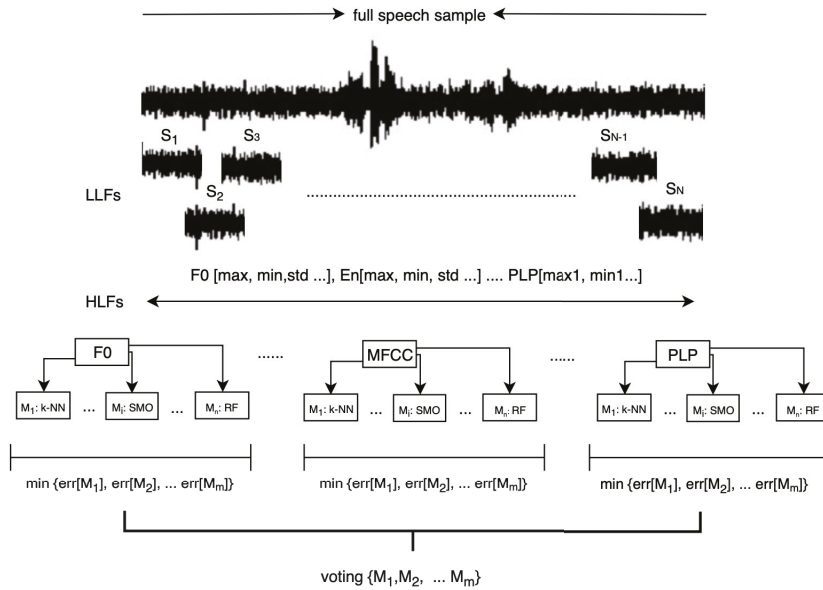 full speech sample
S1 S3 SN-1
LLFs S2 ........................................................ SN
F0 [max, min,std ...], En[max, min, std ...] .... PLP[max1, min1...]
HLFs
F0 ...... MFCC ...... PLP
M1: k-NN ... Mi: SMO ... Mn: RF M1: k-NN ... Mi: SMO ... Mn: RF M1: k-NN ... Mi: SMO ... Mn: RF
min {err[M1], err[M2], ... err[Mm]} min {err[M1], err[M2], ... err[Mm]} min {err[M1], err[M2], ... err[Mm]}
voting {M1,M2, ... Mm}